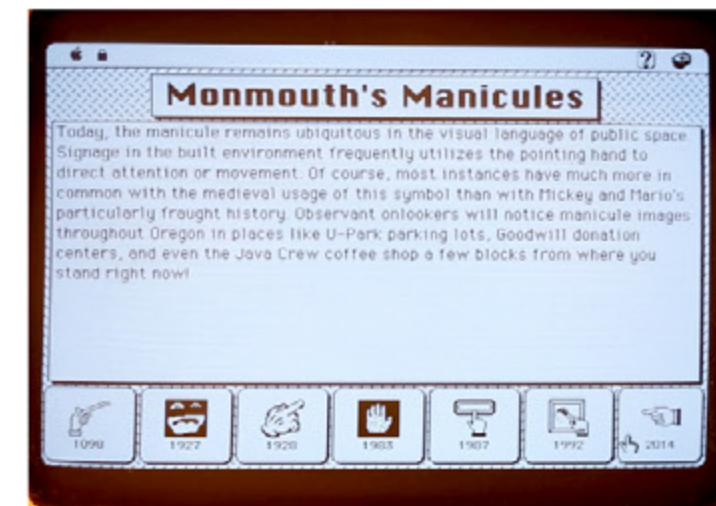 ?
Monmouth's Manicules
Today, the manicule remains ubiquitous in the visual language of public space.
Signage in the built environment frequently utilizes the pointing hand to
direct attention or movement. Of course, most instances have much more in
common with the medieval usage of this symbol than with Mickey and Mario's
particularly fraught history. Observant onlookers will notice manicule images
throughout Oregon in places like U-Park parking lots, Goodwill donation
centers, and even the Java Crew coffee shop a few blocks from where you
stand right now!
1098 1927 1928 1983 1987 1992 2014